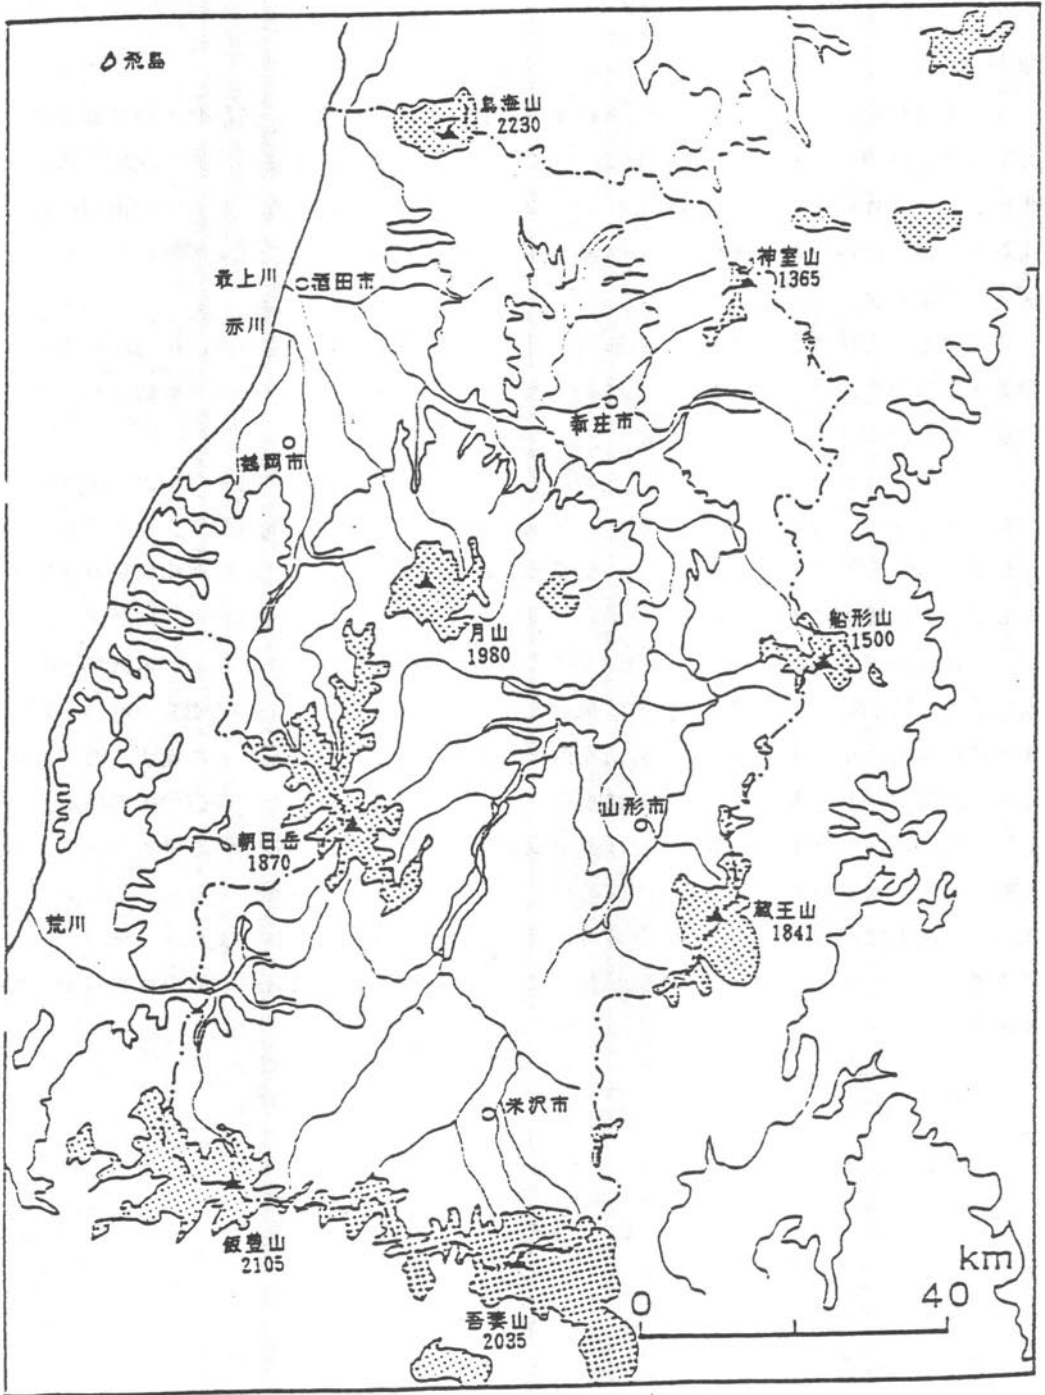 飛島
鳥海山
2230
神室山
1365
最上川
酒田市
赤川
新庄市
鶴岡市
船形山
1500
月山
1980
山形市
朝日岳
1870
蔵王山
1841
荒川
米沢市
飯豊山
2105
km
0
40
吾妻山
2035